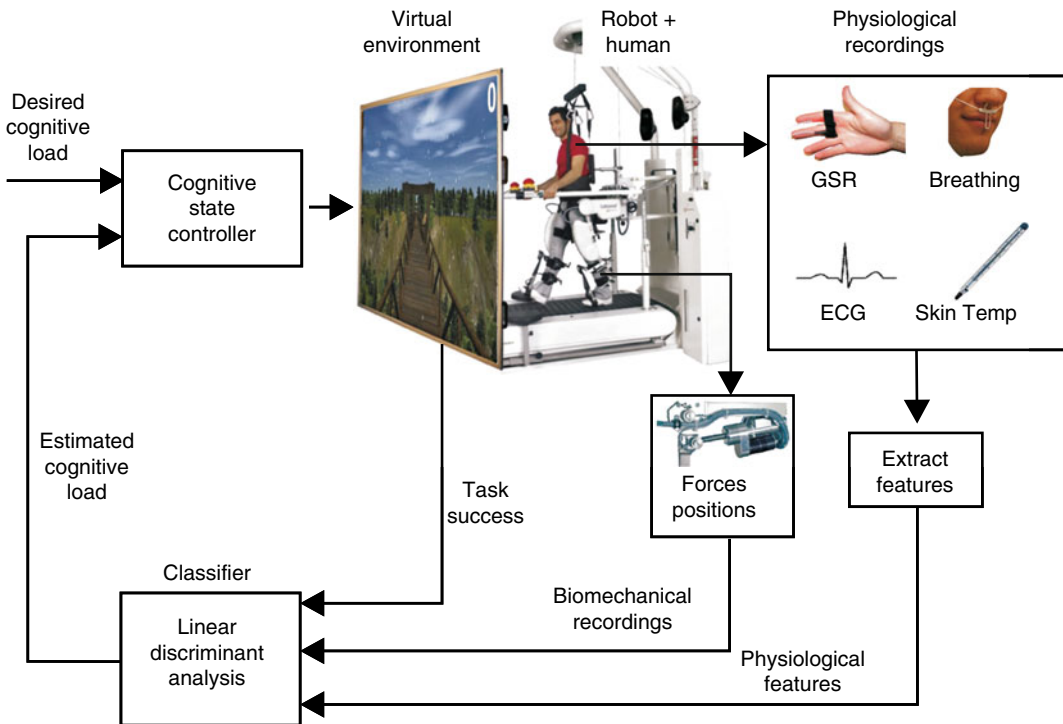 Virtual
environment
Robot +
human
Physiological
recordings
Desired
cognitive
load
Cognitive
state
controller
0
GSR
Breathing
ECG
Skin Temp
Estimated
cognitive
load
Task
success
Forces
positions
Extract
features
Classifier
Linear
discriminant
analysis
Biomechanical
recordings
Physiological
features